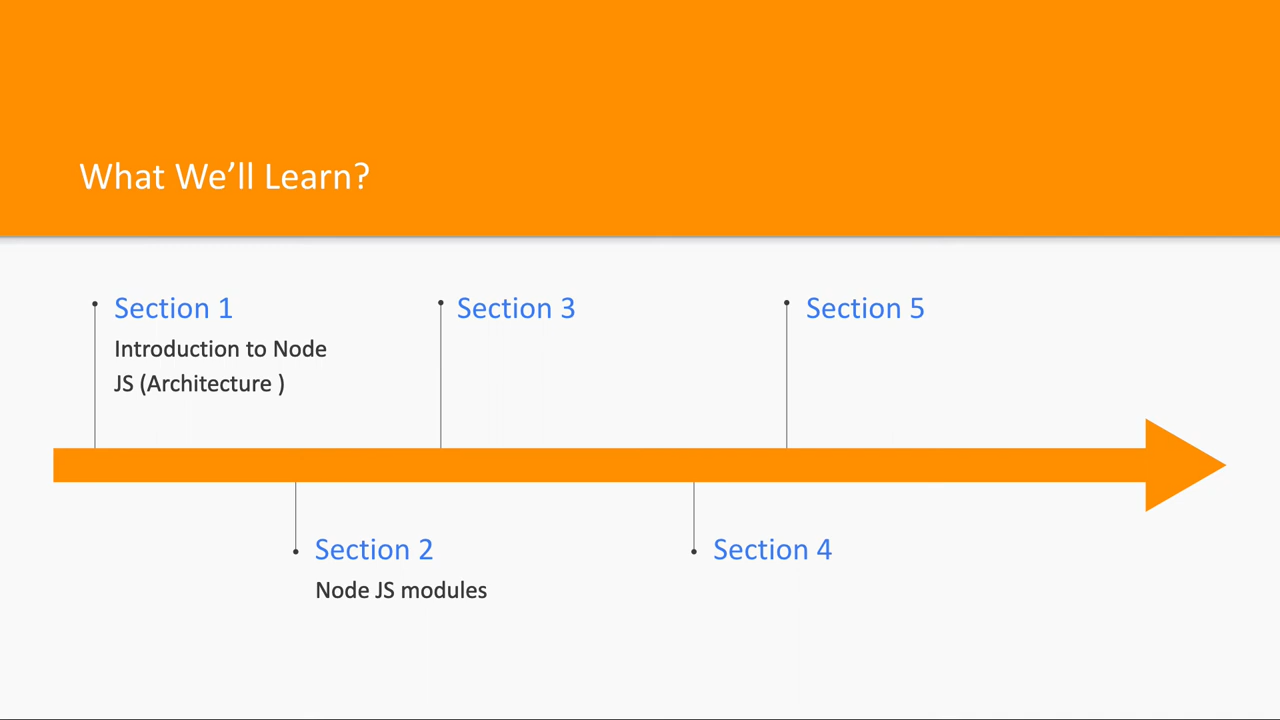 What We’ll Learn?
Section 1
Introduction to Node
JS (Architecture )
Section 3
Section 5
Section 2
Node JS modules
Section 4